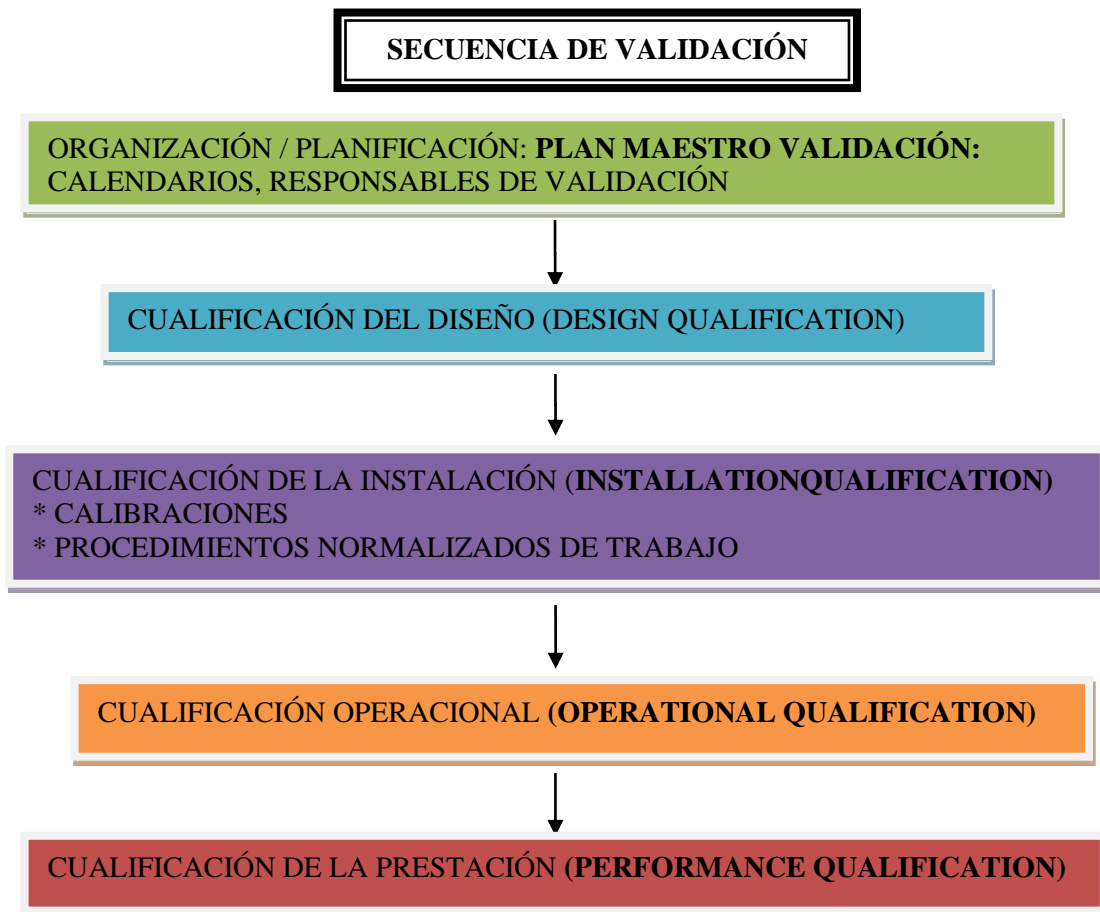 SECUENCIA DE VALIDACIÓN
ORGANIZACIÓN / PLANIFICACIÓN: PLAN MAESTRO VALIDACIÓN:
CALENDARIOS, RESPONSABLES DE VALIDACIÓN
CUALIFICACIÓN DEL DISEÑO (DESIGN QUALIFICATION)
CUALIFICACIÓN DE LA INSTALACIÓN (INSTALLATIONQUALIFICATION)
* CALIBRACIONES
* PROCEDIMIENTOS NORMALIZADOS DE TRABAJO
CUALIFICACIÓN OPERACIONAL (OPERATIONAL QUALIFICATION)
CUALIFICACIÓN DE LA PRESTACIÓN (PERFORMANCE QUALIFICATION)